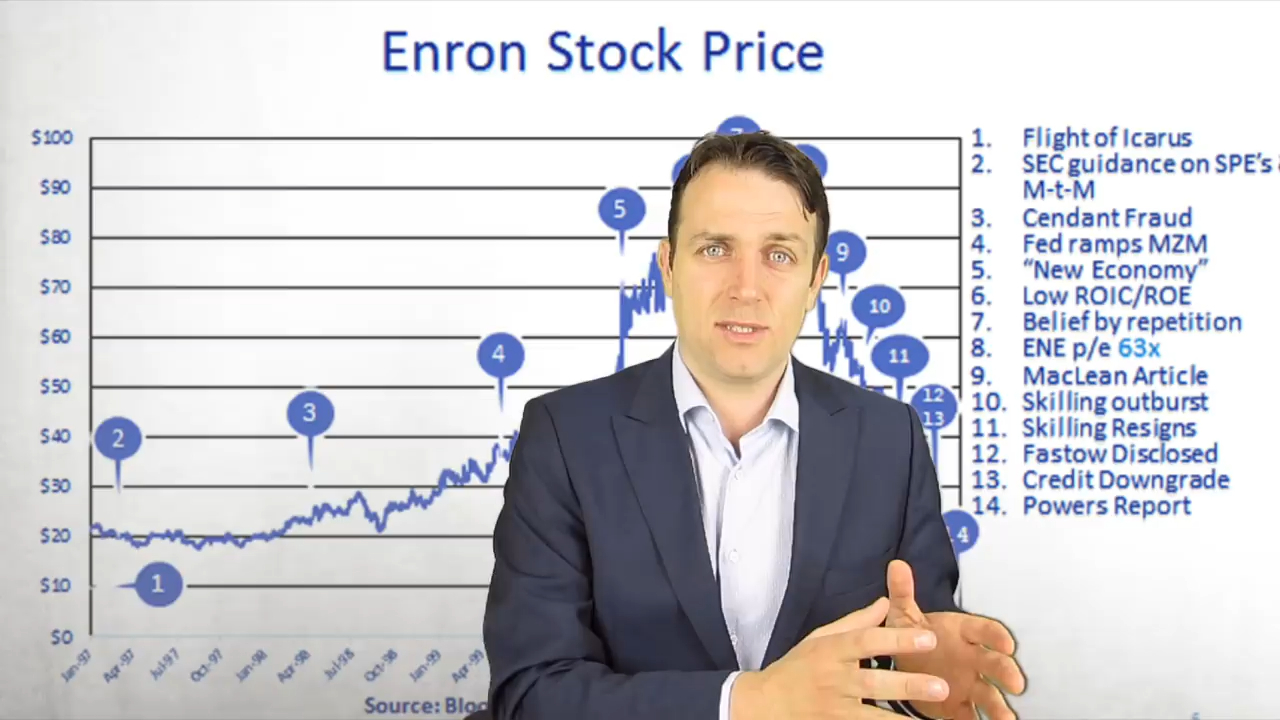 Enron Stock Price
$100
$90
$80
$70
$60
$50
$40
$30
$20
$10
$0
Jan-97
Apr-97
Jul-97
Oct-97
Jan-98
Apr-98
Jul-98
Oct-98
Jan-99
Apr-99
2
1
3
4
5
7
9
10
11
12
13
14
1. Flight of Icarus
2. SEC guidance on SPE's
M-t-M
3. Cendant Fraud
4. Fed ramps MZM
5. “New Economy”
6. Low ROIC/ROE
7. Belief by repetition
8. ENE p/e 63x
9. MacLean Article
10. Skilling outburst
11. Skilling Resigns
12. Fastow Disclosed
13. Credit Downgrade
14. Powers Report
Source: Bloo